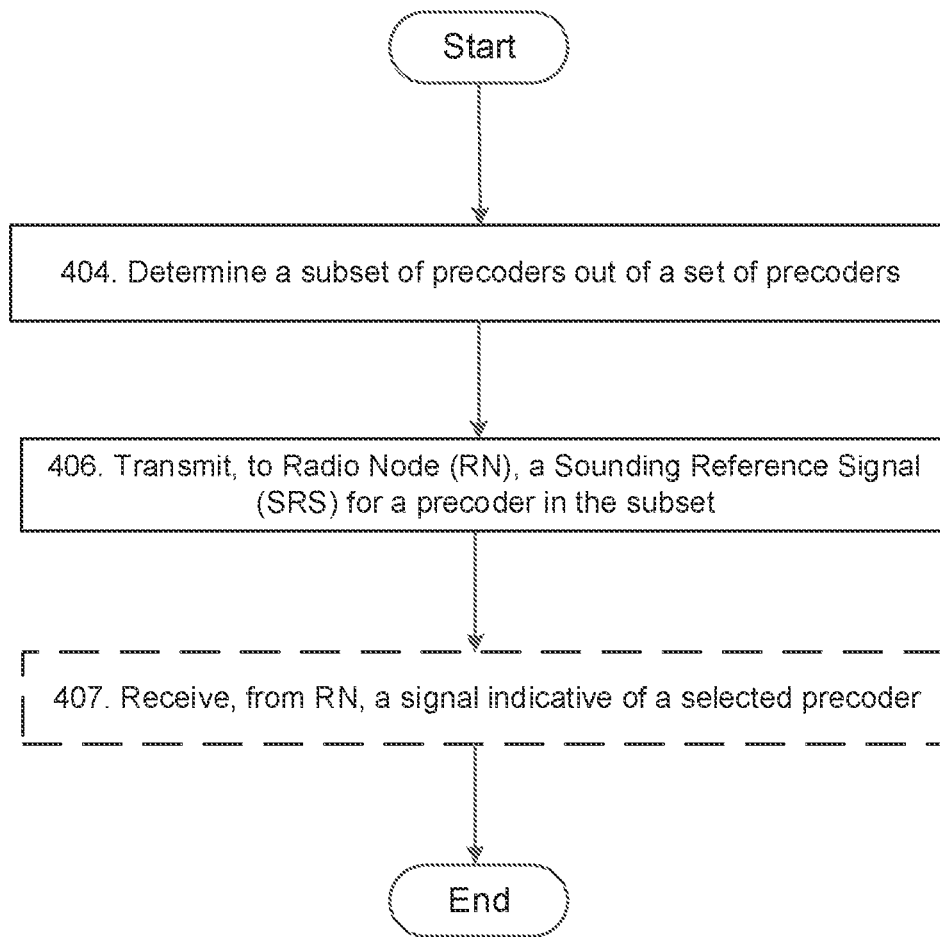 Start
404. Determine a subset of precoders out of a set of precoders
406. Transmit, to Radio Node (RN), a Sounding Reference Signal
(SRS) for a precoder in the subset
407. Receive, from RN, a signal indicative of a selected precoder
End